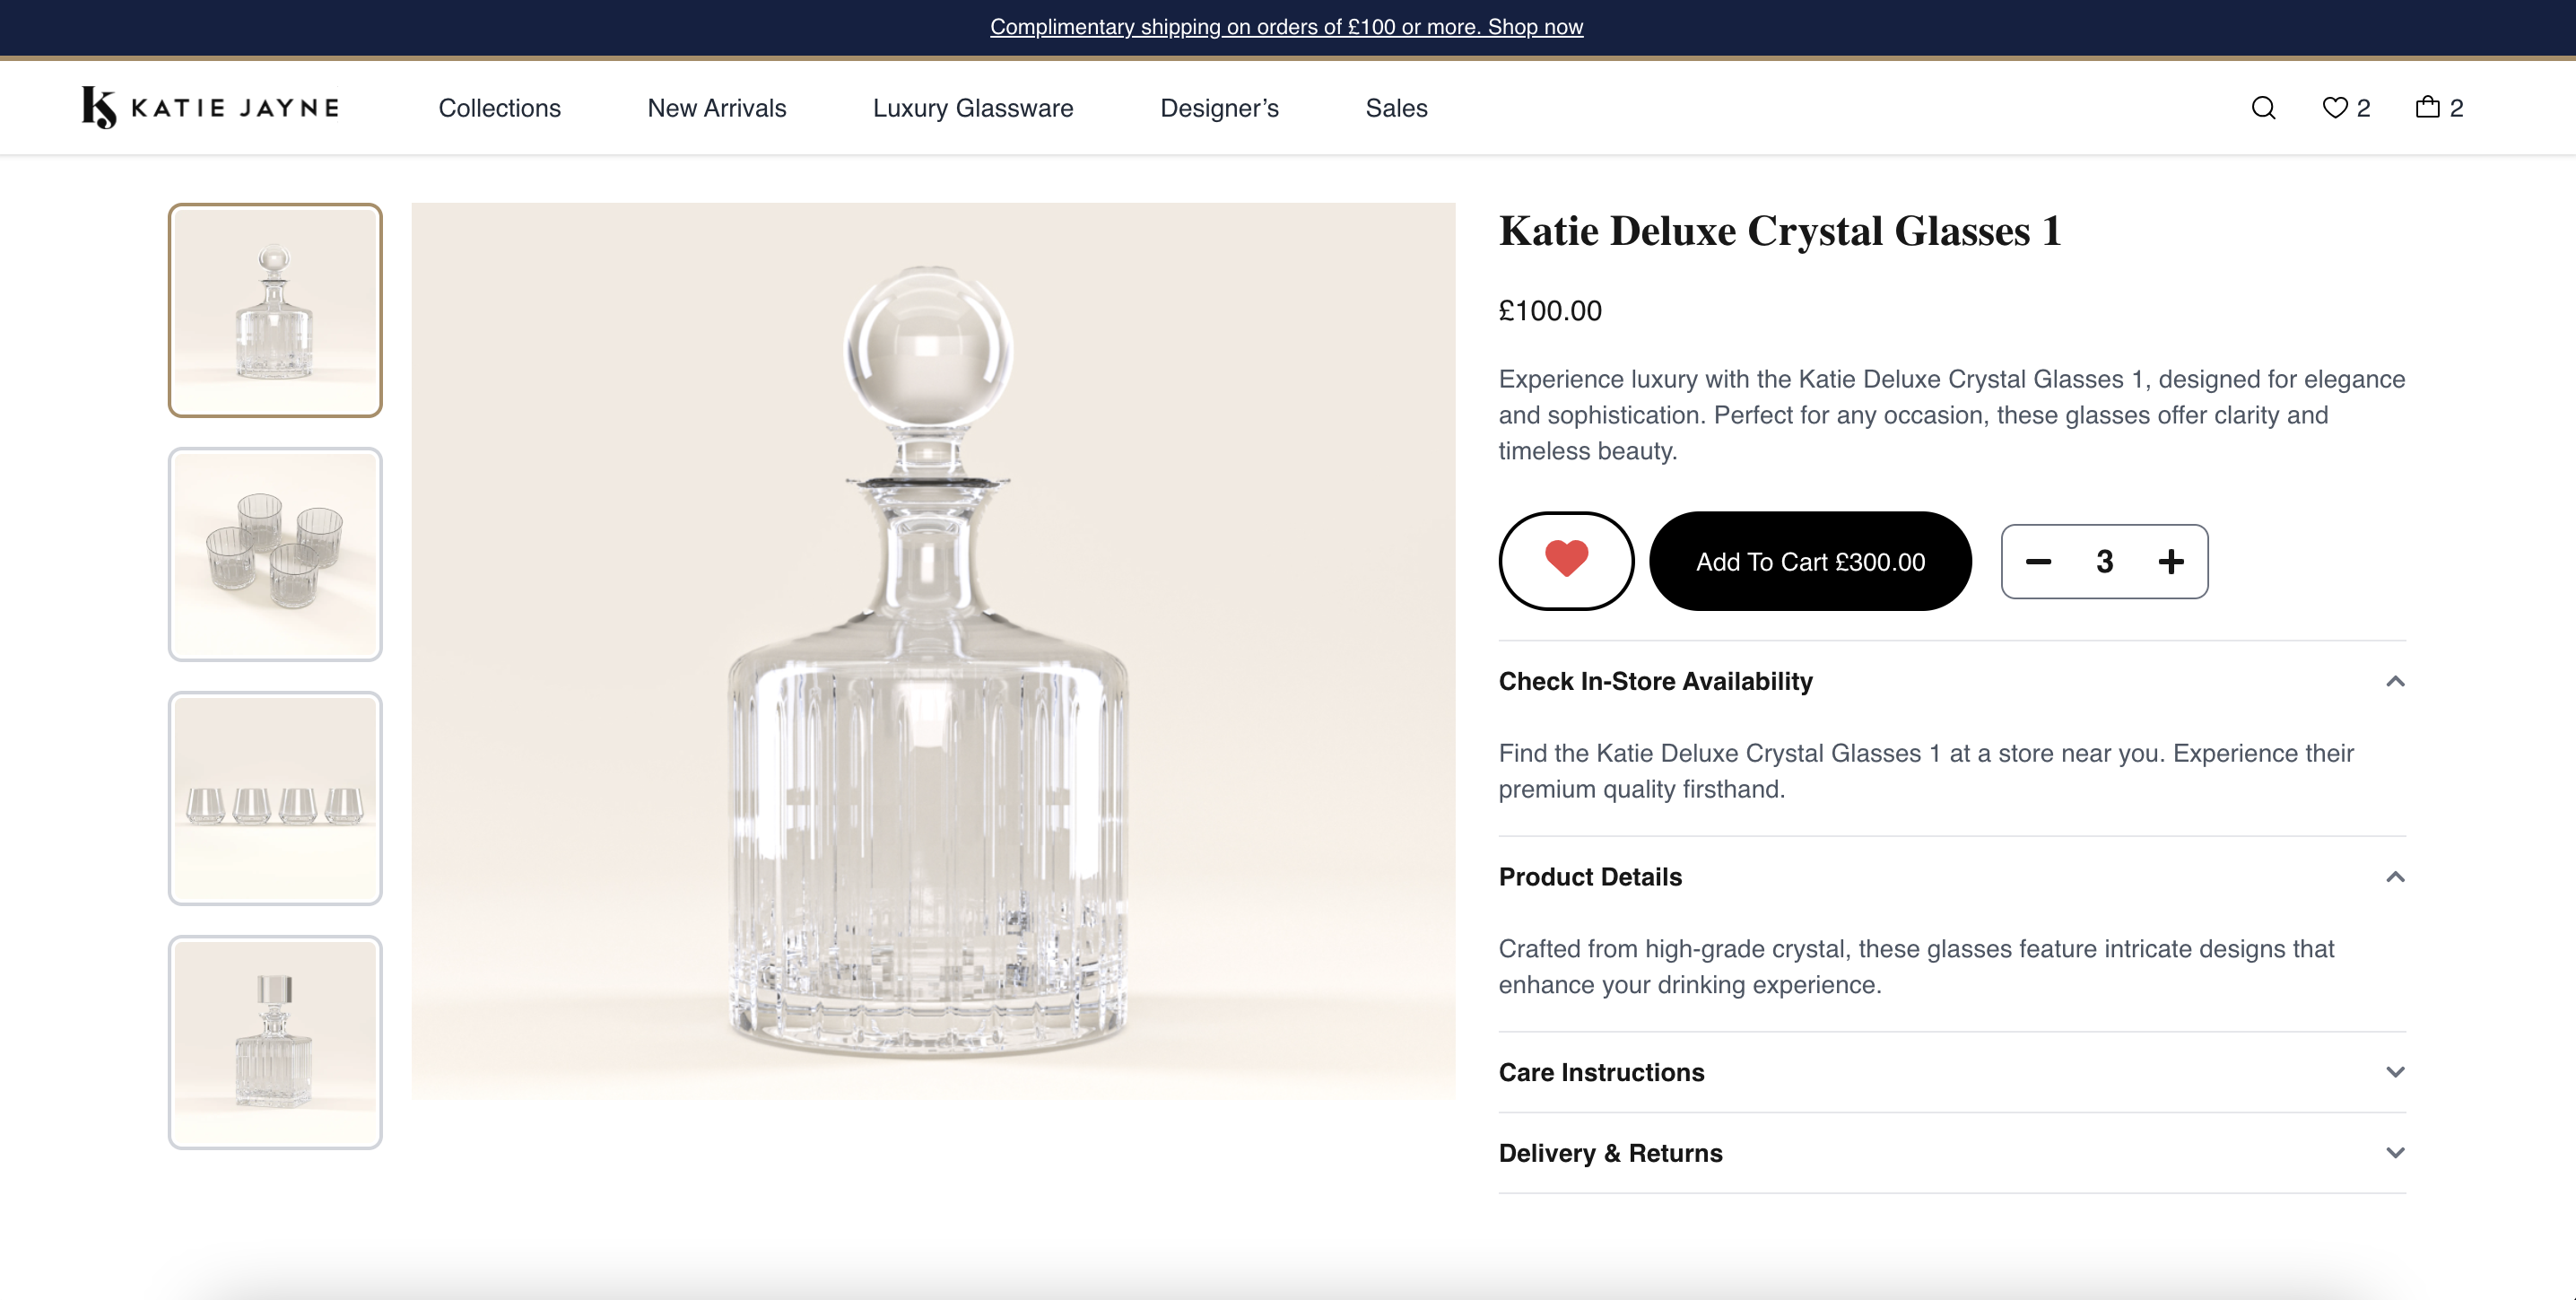 Complimentary shipping on orders of £100 or more. Shop now
KS KATIE JAYNE
Collections
New Arrivals
Luxury Glassware
Designer’s
Sales
2
2
Katie Deluxe Crystal Glasses 1
£100.00
Experience luxury with the Katie Deluxe Crystal Glasses 1, designed for elegance
and sophistication. Perfect for any occasion, these glasses offer clarity and
timeless beauty.
Add To Cart £300.00
3
Check In-Store Availability
Find the Katie Deluxe Crystal Glasses 1 at a store near you. Experience their
premium quality firsthand.
Product Details
Crafted from high-grade crystal, these glasses feature intricate designs that
enhance your drinking experience.
Care Instructions
Delivery & Returns